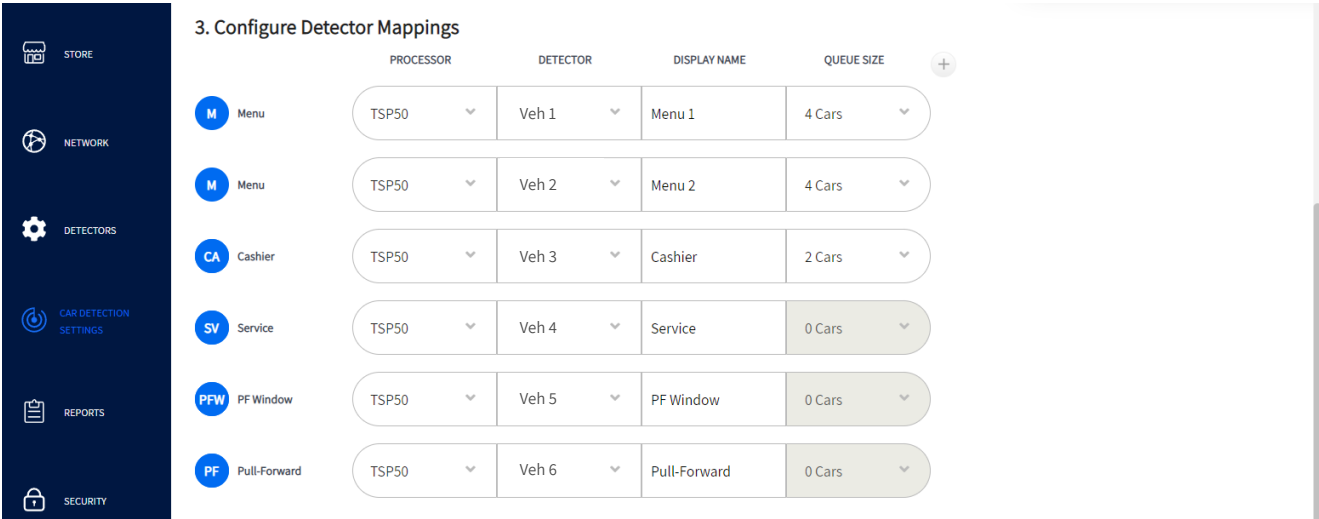 3. Configure Detector Mappings
PROCESSOR DETECTOR DISPLAY NAME QUEUE SIZE
STORE
M Menu TSP50 Veh 1 Menu 1 4 Cars
NETWORK
M Menu TSP50 Veh 2 Menu 2 4 Cars
DETECTORS
CA Cashier TSP50 Veh 3 Cashier 2 Cars
CAR DETECTION
SETTINGS
SV Service TSP50 Veh 4 Service 0 Cars
PFW PF Window TSP50 Veh 5 PF Window 0 Cars
REPORTS
PF Pull-Forward TSP50 Veh 6 Pull-Forward 0 Cars
SECURITY